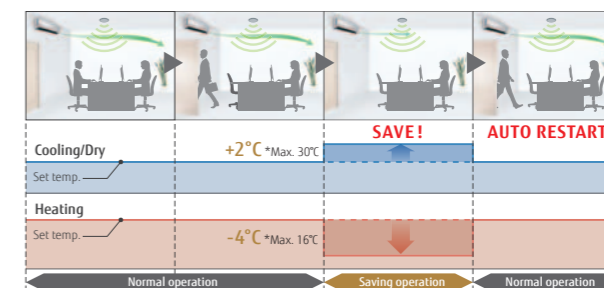 SAVE!
AUTO RESTART
Cooling/Dry
+2°C *Max. 30°C
Set temp.
Heating
Set temp.
-4°C *Max. 16°C
Normal operation
Saving operation
Normal operation